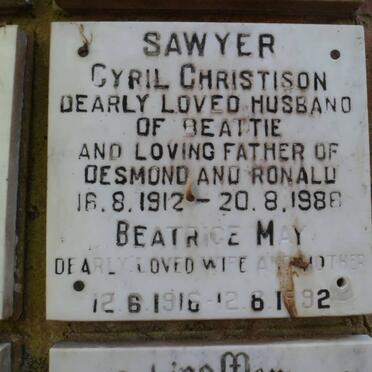 SAWYER
CYRIL CHRISTISON
DEARLY LOVED HUSBAND
OF BEATTIE
AND LOVING FATHER OF
DESMOND AND RONALD
16.8.1912 - 20.8.1988
BEATRICE MAY
DEARLY LOVED WIFE AND MOTHER
12.6.1916 - 12.8.1992